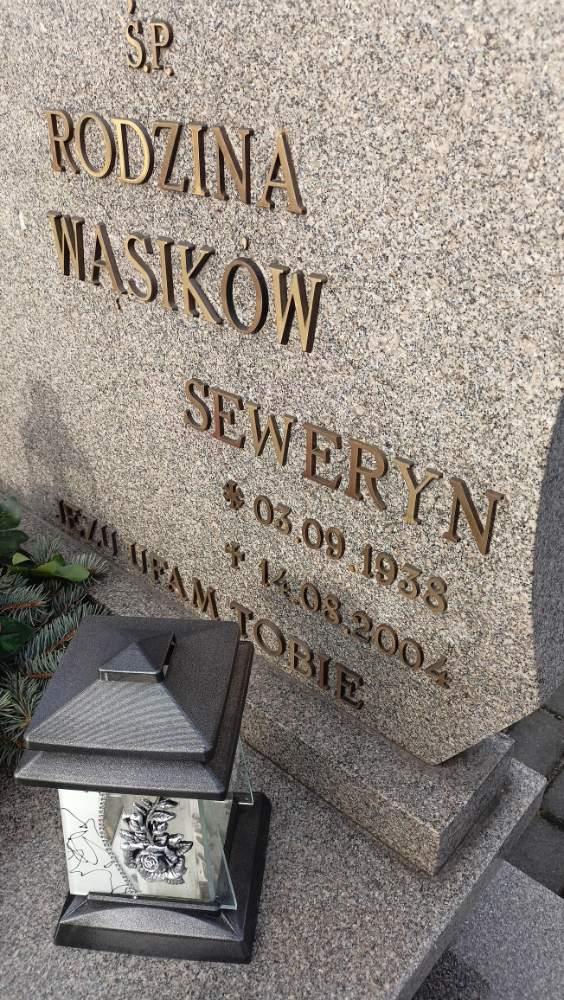 Ś.P.
RODZINA
WĄSIKÓW
SEWERYN
* 03.09.1938
✝ 14.08.2004
JEZU UFAM TOBIE